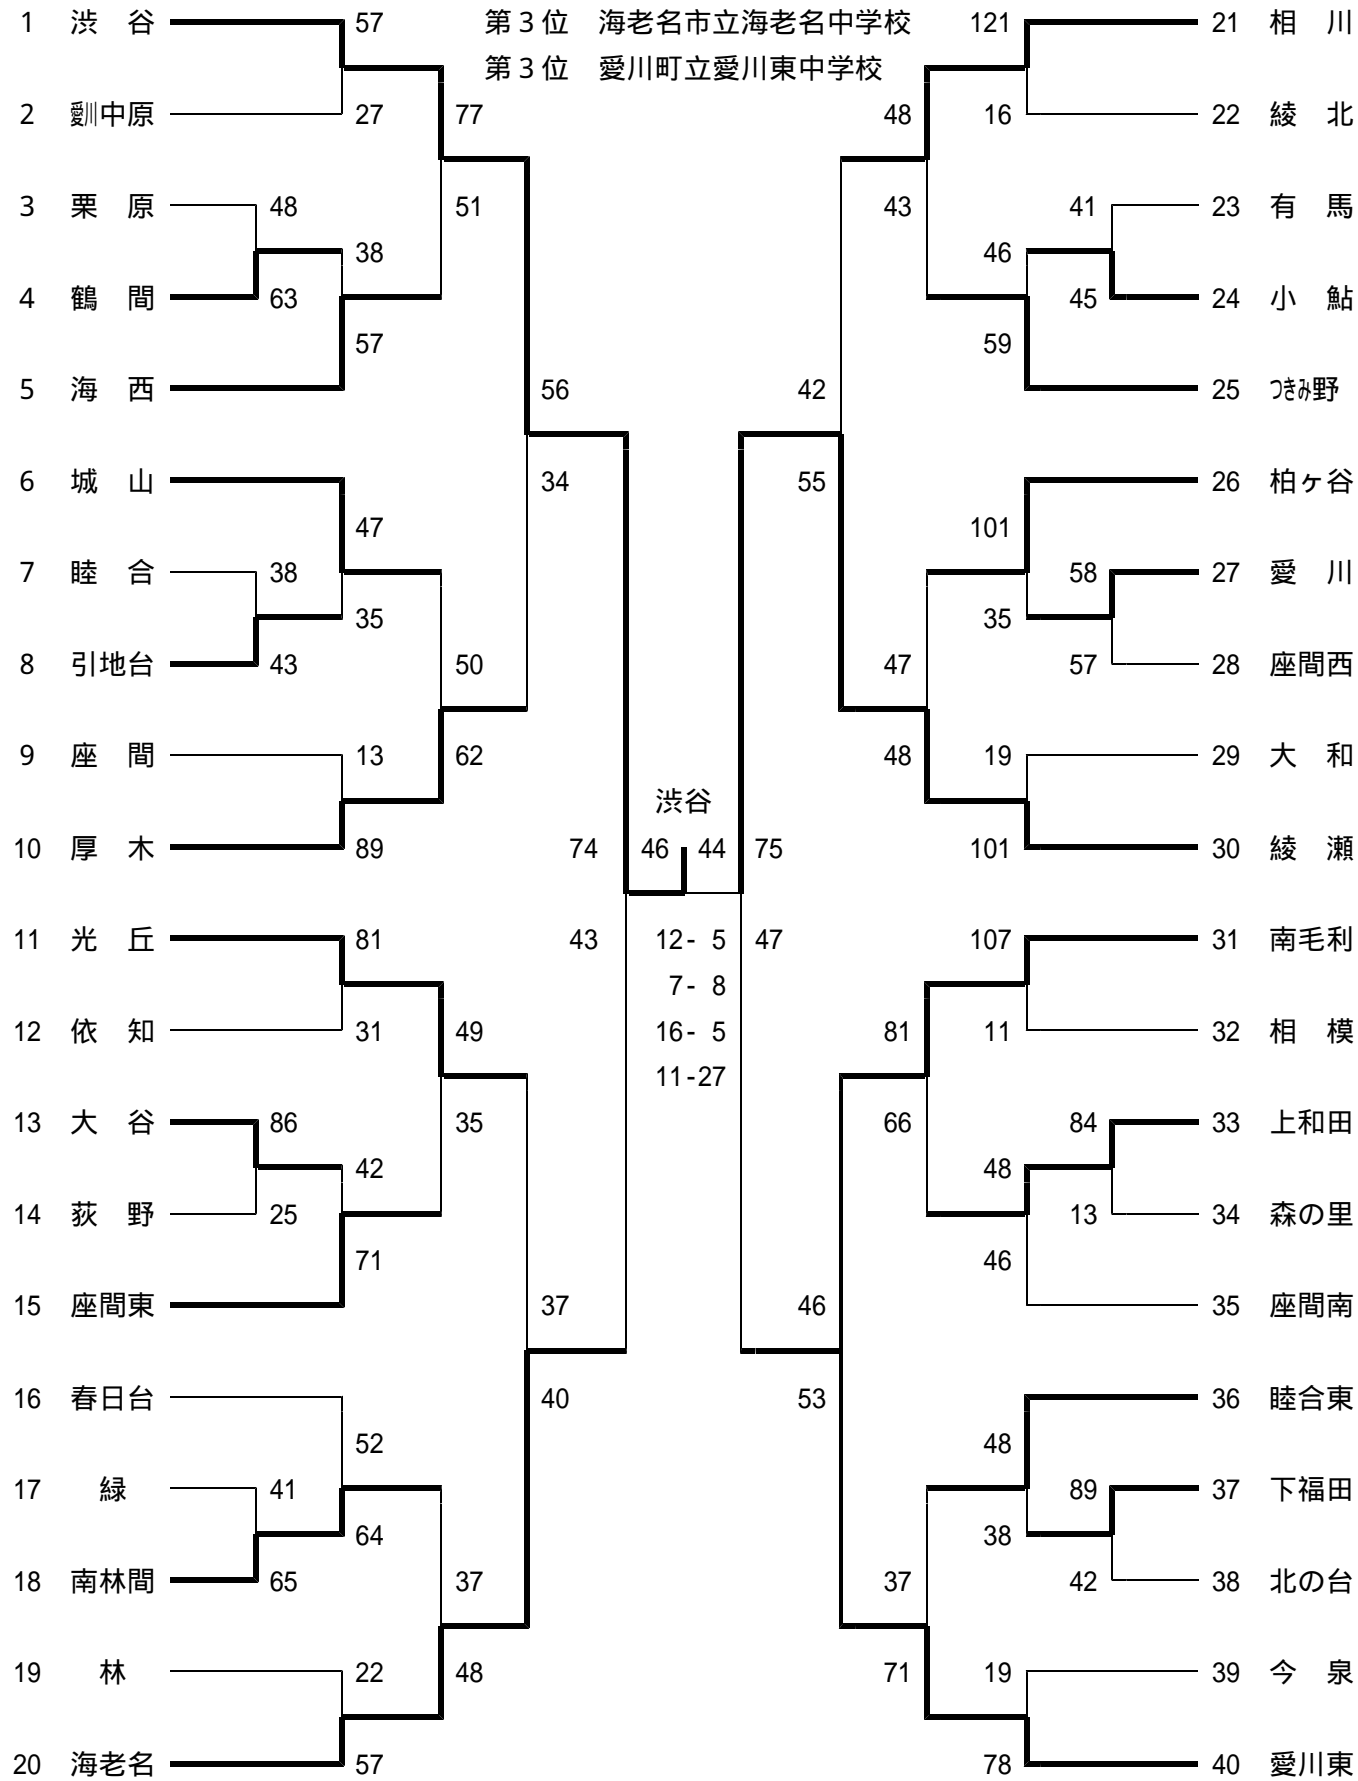 1 渋 谷 57 第３位 海老名市立海老名中学校 121 21 相 川
第３位 愛川町立愛川東中学校
2 愛川中原 27 77 48 16 22 綾 北
3 栗 原 48 51 43 41 23 有 馬
38 46
4 鶴 間 63 45 24 小 鮎
57 59
5 海 西 56 42 25 つきみ野
6 城 山 34 55 26 柏ヶ谷
47 101
7 睦 合 38 58 27 愛 川
35 35
8 引地台 43 50 47 57 28 座間西
9 座 間 13 62 48 19 29 大 和
渋谷
10 厚 木 89 74 46 44 75 101 30 綾 瀬
11 光 丘 81 43 12- 5 47 107 31 南毛利
7- 8
12 依 知 31 49 16- 5 81 11 32 相 模
11-27
13 大 谷 86 35 66 84 33 上和田
42 48
14 荻 野 25 13 34 森の里
71 46
15 座間東 37 46 35 座間南
16 春日台 40 53 36 睦合東
52 48
17 緑 41 89 37 下福田
64 38
18 南林間 65 37 37 42 38 北の台
19 林 22 48 71 19 39 今 泉
20 海老名 57 78 40 愛川東